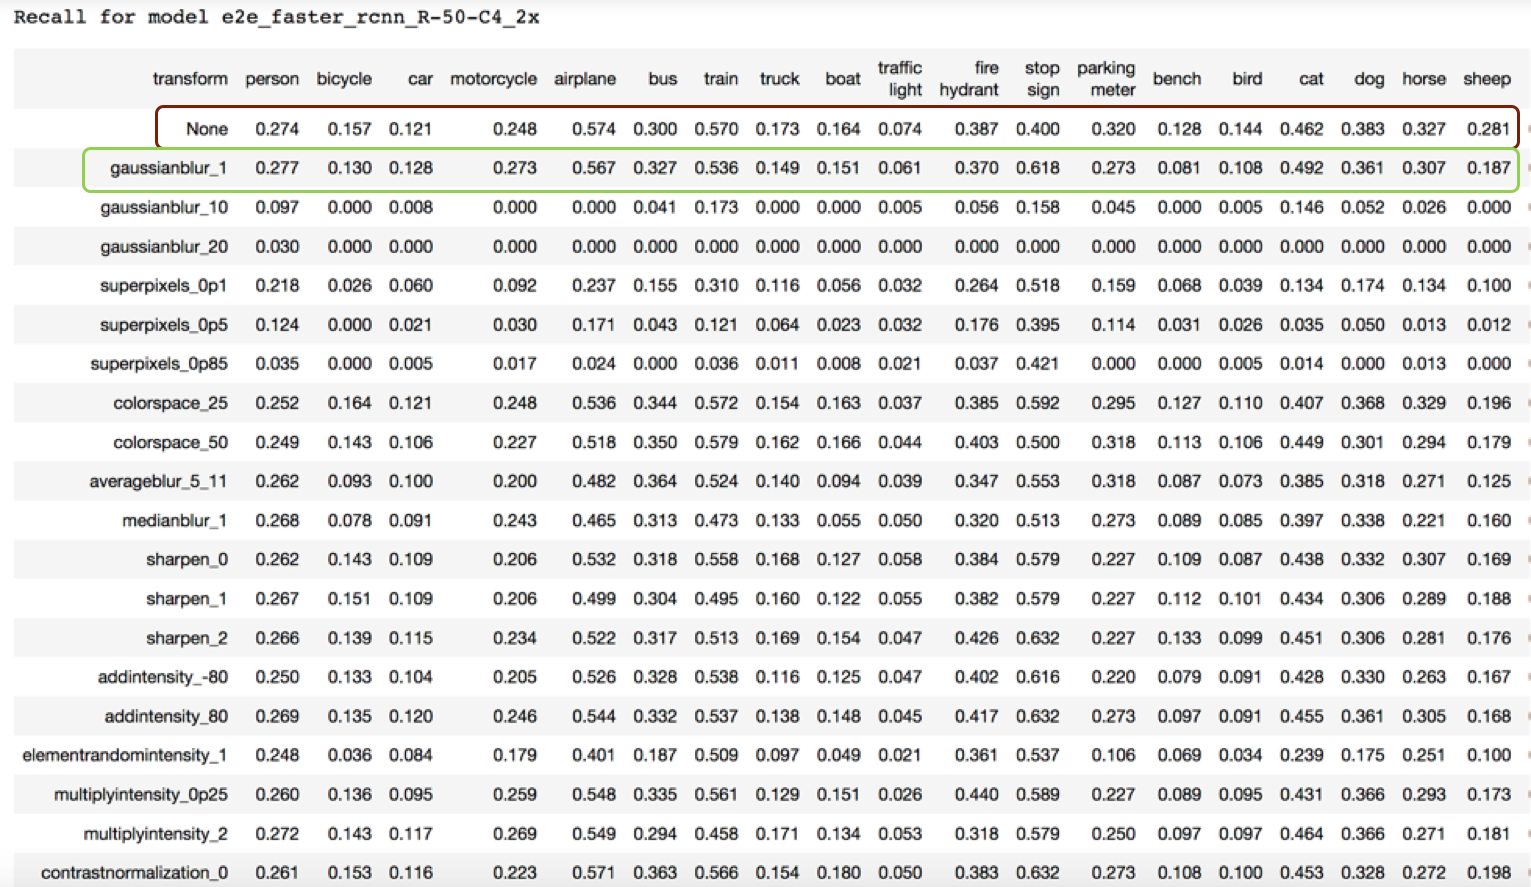 Recall for model e2e_faster_rcnn_R-50-C4_2x
transform person bicycle car motorcycle airplane bus train truck boat traffic light fire hydrant stop sign parking meter bench bird cat dog horse sheep
None 0.274 0.157 0.121 0.248 0.574 0.300 0.570 0.173 0.164 0.074 0.387 0.400 0.320 0.128 0.144 0.462 0.383 0.327 0.281
gaussianblur_1 0.277 0.130 0.128 0.273 0.567 0.327 0.536 0.149 0.151 0.061 0.370 0.618 0.273 0.081 0.108 0.492 0.361 0.307 0.187
gaussianblur_10 0.097 0.000 0.008 0.000 0.000 0.041 0.173 0.000 0.000 0.005 0.056 0.158 0.045 0.000 0.005 0.146 0.052 0.026 0.000
gaussianblur_20 0.030 0.000 0.000 0.000 0.000 0.000 0.000 0.000 0.000 0.000 0.000 0.000 0.000 0.000 0.000 0.000 0.000 0.000 0.000
superpixels_0p1 0.218 0.026 0.060 0.092 0.237 0.155 0.310 0.116 0.056 0.032 0.264 0.518 0.159 0.068 0.039 0.134 0.174 0.134 0.100
superpixels_0p5 0.124 0.000 0.021 0.030 0.171 0.043 0.121 0.064 0.023 0.032 0.176 0.395 0.114 0.031 0.026 0.035 0.050 0.013 0.012
superpixels_0p85 0.035 0.000 0.005 0.017 0.024 0.000 0.036 0.011 0.008 0.021 0.037 0.421 0.000 0.000 0.005 0.014 0.000 0.013 0.000
colorspace_25 0.252 0.164 0.121 0.248 0.536 0.344 0.572 0.154 0.163 0.037 0.385 0.592 0.295 0.127 0.110 0.407 0.368 0.329 0.196
colorspace_50 0.249 0.143 0.106 0.227 0.518 0.350 0.579 0.162 0.166 0.044 0.403 0.500 0.318 0.113 0.106 0.449 0.301 0.294 0.179
averageblur_5_11 0.262 0.093 0.100 0.200 0.482 0.364 0.524 0.140 0.094 0.039 0.347 0.553 0.318 0.087 0.073 0.385 0.318 0.271 0.125
medianblur_1 0.268 0.078 0.091 0.243 0.465 0.313 0.473 0.133 0.055 0.050 0.320 0.513 0.273 0.089 0.085 0.397 0.338 0.221 0.160
sharpen_0 0.262 0.143 0.109 0.206 0.532 0.318 0.558 0.168 0.127 0.058 0.384 0.579 0.227 0.109 0.087 0.438 0.332 0.307 0.169
sharpen_1 0.267 0.151 0.109 0.206 0.499 0.304 0.495 0.160 0.122 0.055 0.382 0.579 0.227 0.112 0.101 0.434 0.306 0.289 0.188
sharpen_2 0.266 0.139 0.115 0.234 0.522 0.317 0.513 0.169 0.154 0.047 0.426 0.632 0.227 0.133 0.099 0.451 0.306 0.281 0.176
addintensity_-80 0.250 0.133 0.104 0.205 0.526 0.328 0.538 0.116 0.125 0.047 0.402 0.616 0.220 0.079 0.091 0.428 0.330 0.263 0.167
addintensity_80 0.269 0.135 0.120 0.246 0.544 0.332 0.537 0.138 0.148 0.045 0.417 0.632 0.273 0.097 0.091 0.455 0.361 0.305 0.168
elementrandomintensity_1 0.248 0.036 0.084 0.179 0.401 0.187 0.509 0.097 0.049 0.021 0.361 0.537 0.106 0.069 0.034 0.239 0.175 0.251 0.100
multiplyintensity_0p25 0.260 0.136 0.095 0.259 0.548 0.335 0.561 0.129 0.151 0.026 0.440 0.589 0.227 0.089 0.095 0.431 0.366 0.293 0.173
multiplyintensity_2 0.272 0.143 0.117 0.269 0.549 0.294 0.458 0.171 0.134 0.053 0.318 0.579 0.250 0.097 0.097 0.464 0.366 0.271 0.181
contrastnormalization_0 0.261 0.153 0.116 0.223 0.571 0.363 0.566 0.154 0.180 0.050 0.383 0.632 0.273 0.108 0.100 0.453 0.328 0.272 0.198